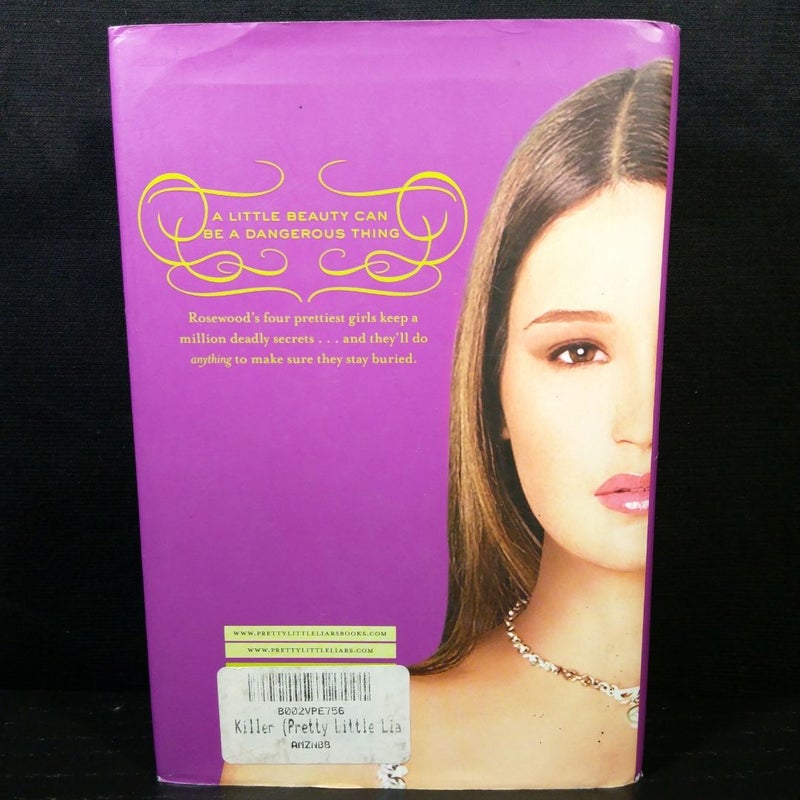 A LITTLE BEAUTY CAN
BE A DANGEROUS THING
Rosewood's four prettiest girls keep a
million deadly secrets . . . and they'll do
anything to make sure they stay buried.
WWW.PRETTYLITTLELIARSBOOKS.COM
WWW.PRETTYLITTLELIARS.COM
B002VPE756
Killer (Pretty Little Lia
AMZNBB